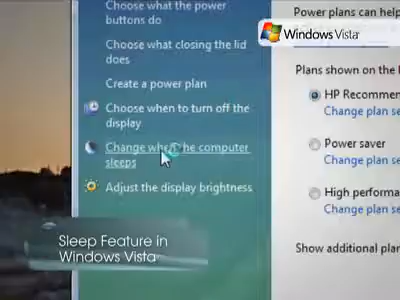 Choose what the power
buttons do
Choose what closing the lid
does
Create a power plan
Choose when to turn off the
display
Change when the computer
sleeps
Adjust the display brightness
Power plans can help
Windows Vista
Plans shown on the
HP Recommen
Change plan se
Power saver
Change plan se
High performa
Change plan se
Show additional plan
Sleep Feature in
Windows Vista